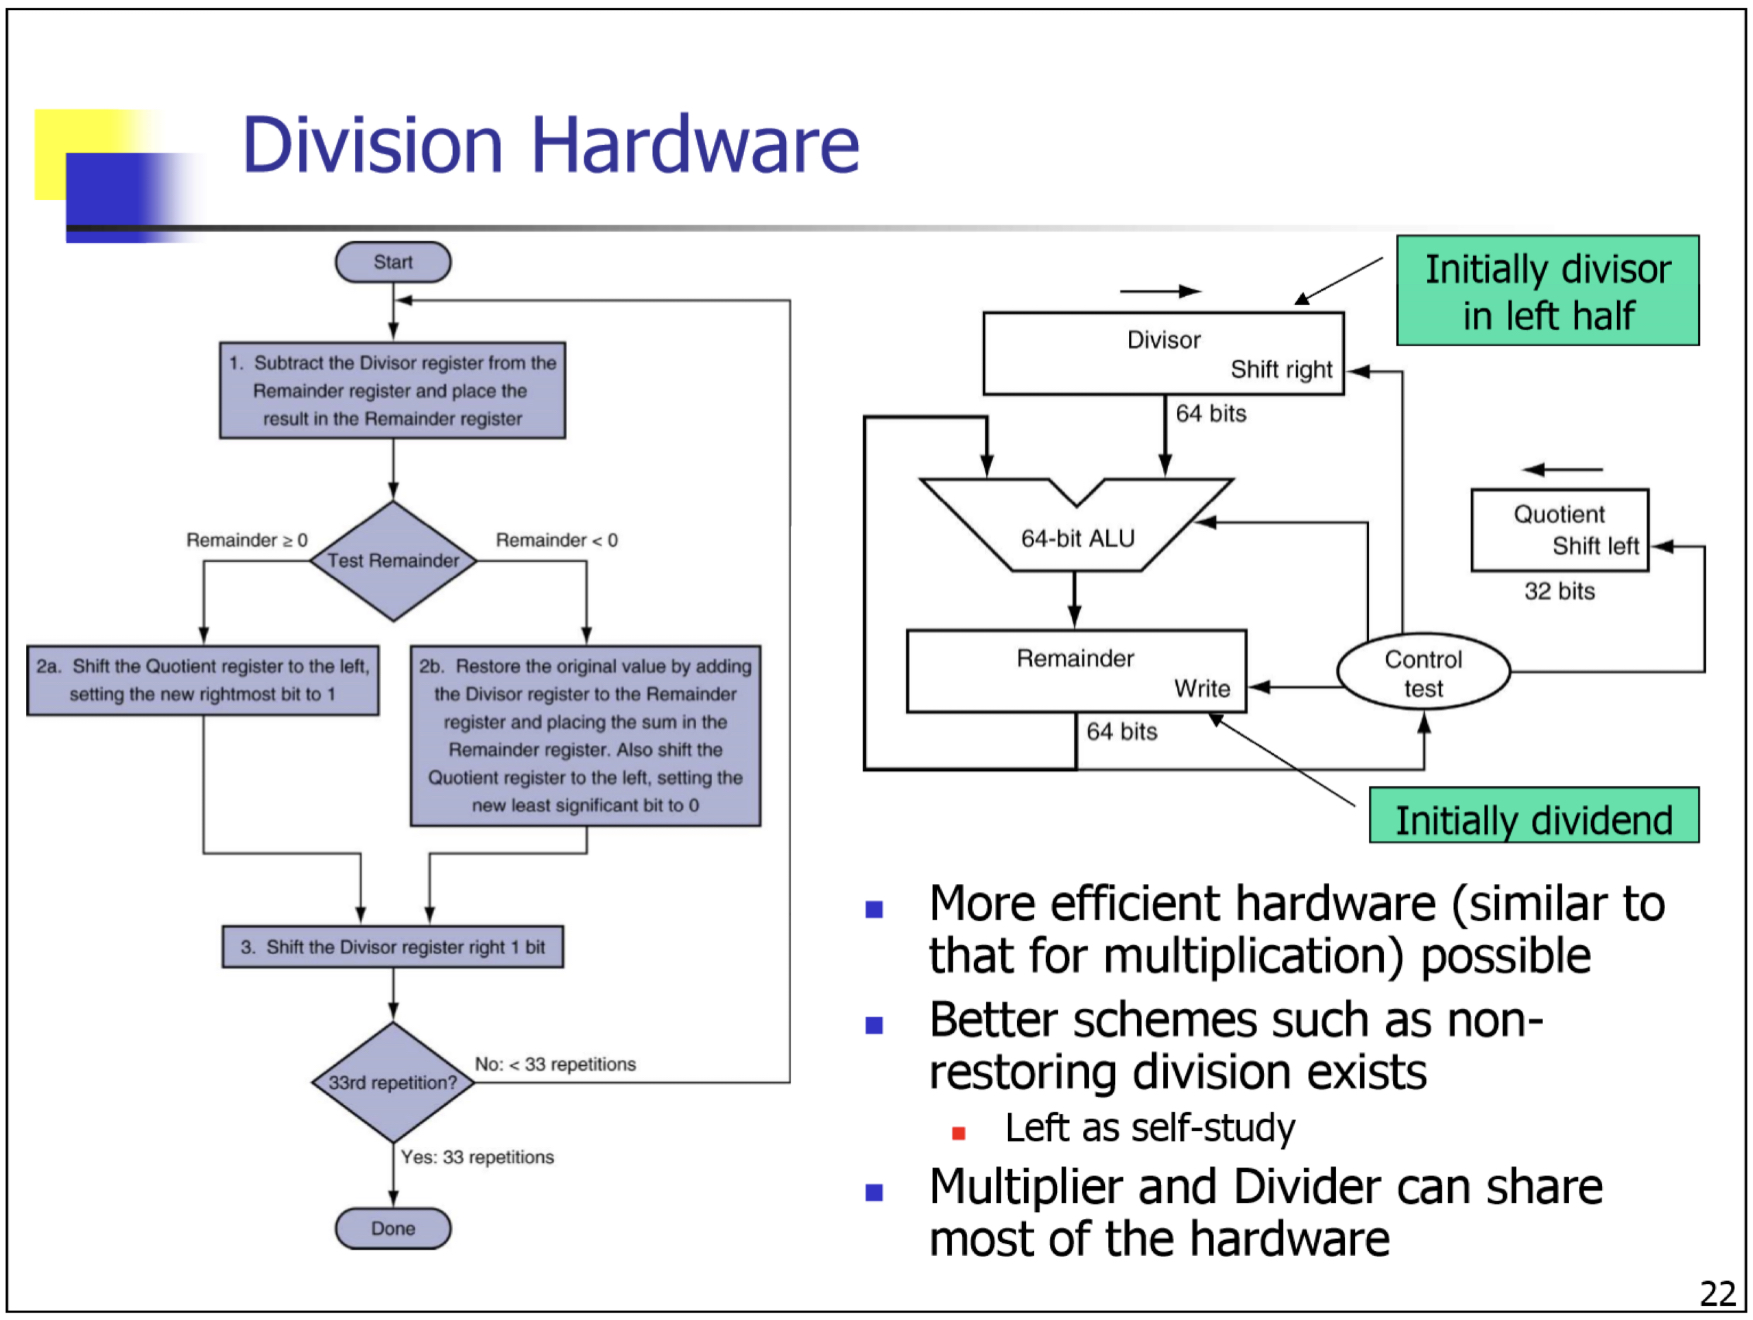 Division Hardware
Start
1. Subtract the Divisor register from the
Remainder register and place the
result in the Remainder register
Remainder ≥ 0
Remainder < 0
Test Remainder
2a. Shift the Quotient register to the left,
setting the new rightmost bit to 1
2b. Restore the original value by adding
the Divisor register to the Remainder
register and placing the sum in the
Remainder register. Also shift the
Quotient register to the left, setting the
new least significant bit to 0
3. Shift the Divisor register right 1 bit
33rd repetition?
No: < 33 repetitions
Yes: 33 repetitions
Done
Initially divisor
in left half
Divisor
Shift right
64 bits
Quotient
Shift left
32 bits
64-bit ALU
Remainder
Write
64 bits
Control
test
Initially dividend
More efficient hardware (similar to
that for multiplication) possible
Better schemes such as non-
restoring division exists
Left as self-study
Multiplier and Divider can share
most of the hardware
22